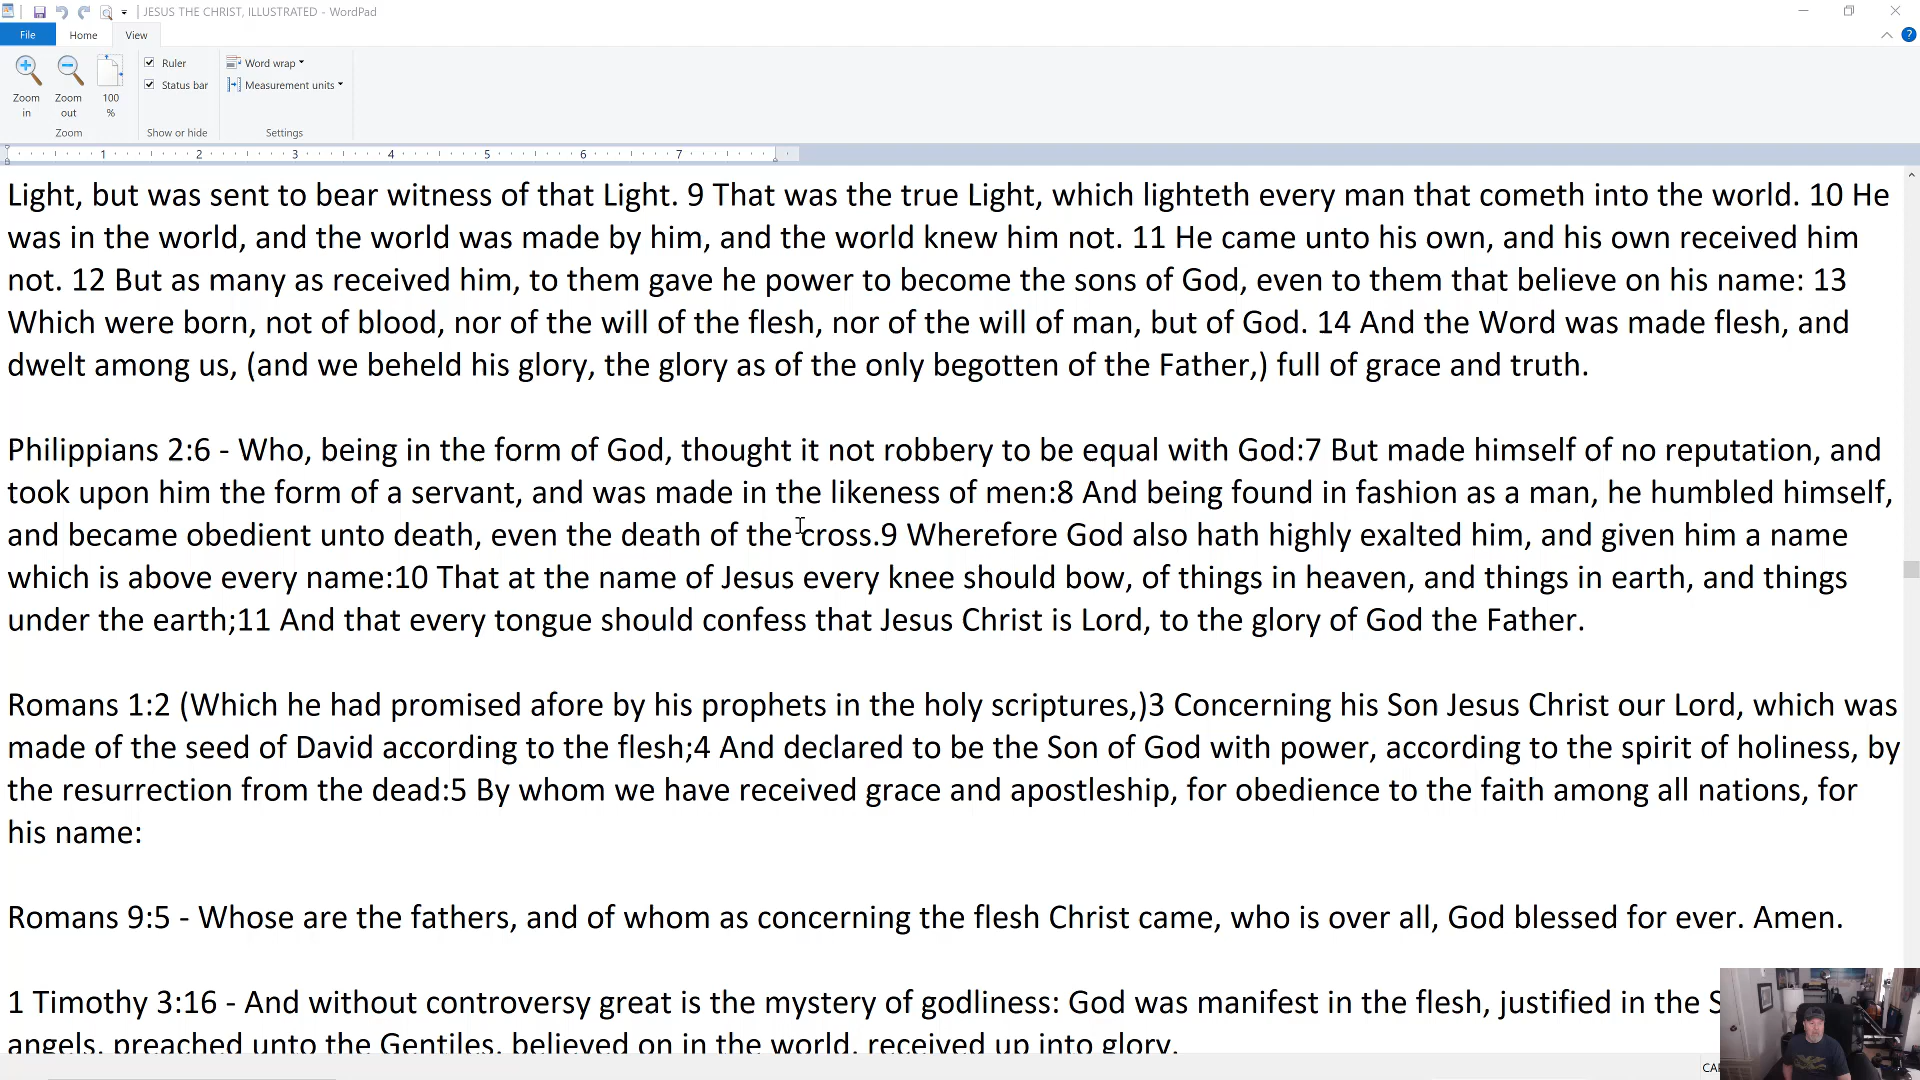 JESUS THE CHRIST, ILLUSTRATED - WordPad
File Home View
Zoom in
Zoom out
100 %
Ruler
Status bar
Word wrap
Measurement units
Zoom
Show or hide
Settings
1 2 3 4 5 6 7
Light, but was sent to bear witness of that Light. 9 That was the true Light, which lighteth every man that cometh into the world. 10 He
was in the world, and the world was made by him, and the world knew him not. 11 He came unto his own, and his own received him
not. 12 But as many as received him, to them gave he power to become the sons of God, even to them that believe on his name: 13
Which were born, not of blood, nor of the will of the flesh, nor of the will of man, but of God. 14 And the Word was made flesh, and
dwelt among us, (and we beheld his glory, the glory as of the only begotten of the Father,) full of grace and truth.
Philippians 2:6 - Who, being in the form of God, thought it not robbery to be equal with God:7 But made himself of no reputation, and
took upon him the form of a servant, and was made in the likeness of men:8 And being found in fashion as a man, he humbled himself,
and became obedient unto death, even the death of the cross.9 Wherefore God also hath highly exalted him, and given him a name
which is above every name:10 That at the name of Jesus every knee should bow, of things in heaven, and things in earth, and things
under the earth;11 And that every tongue should confess that Jesus Christ is Lord, to the glory of God the Father.
Romans 1:2 (Which he had promised afore by his prophets in the holy scriptures,)3 Concerning his Son Jesus Christ our Lord, which was
made of the seed of David according to the flesh;4 And declared to be the Son of God with power, according to the spirit of holiness, by
the resurrection from the dead:5 By whom we have received grace and apostleship, for obedience to the faith among all nations, for
his name:
Romans 9:5 - Whose are the fathers, and of whom as concerning the flesh Christ came, who is over all, God blessed for ever. Amen.
1 Timothy 3:16 - And without controversy great is the mystery of godliness: God was manifest in the flesh, justified in the S
angels, preached unto the Gentiles, believed on in the world, received up into glory.